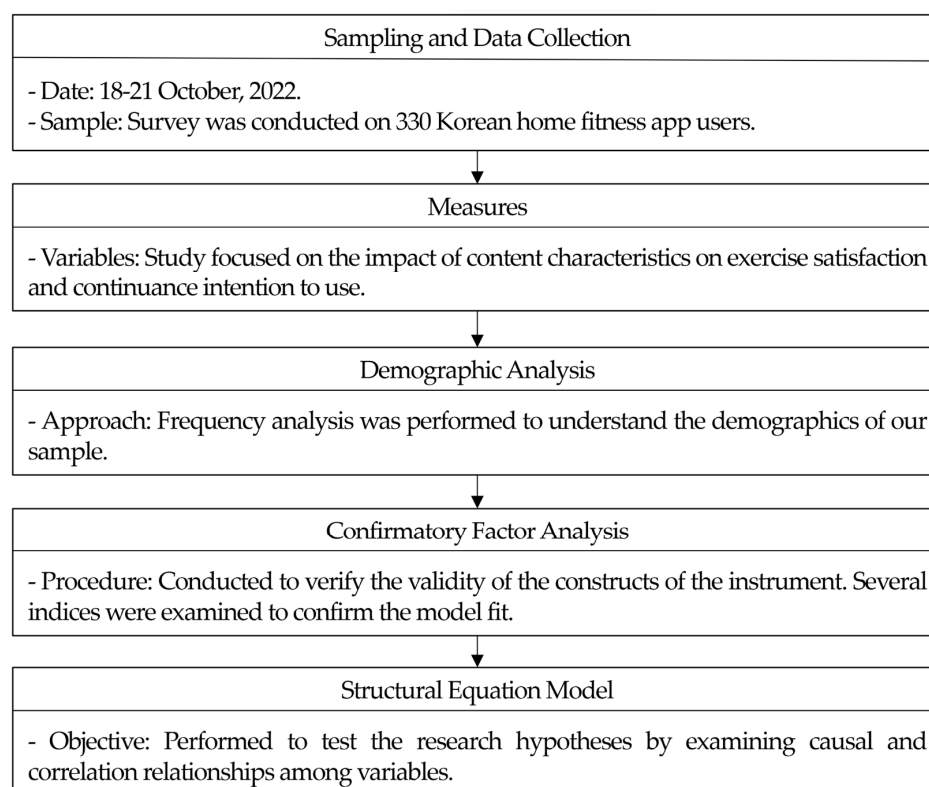 Sampling and Data Collection
- Date: 18-21 October, 2022.
- Sample: Survey was conducted on 330 Korean home fitness app users.
Measures
- Variables: Study focused on the impact of content characteristics on exercise satisfaction
and continuance intention to use.
Demographic Analysis
- Approach: Frequency analysis was performed to understand the demographics of our
sample.
Confirmatory Factor Analysis
- Procedure: Conducted to verify the validity of the constructs of the instrument. Several
indices were examined to confirm the model fit.
Structural Equation Model
- Objective: Performed to test the research hypotheses by examining causal and
correlation relationships among variables.